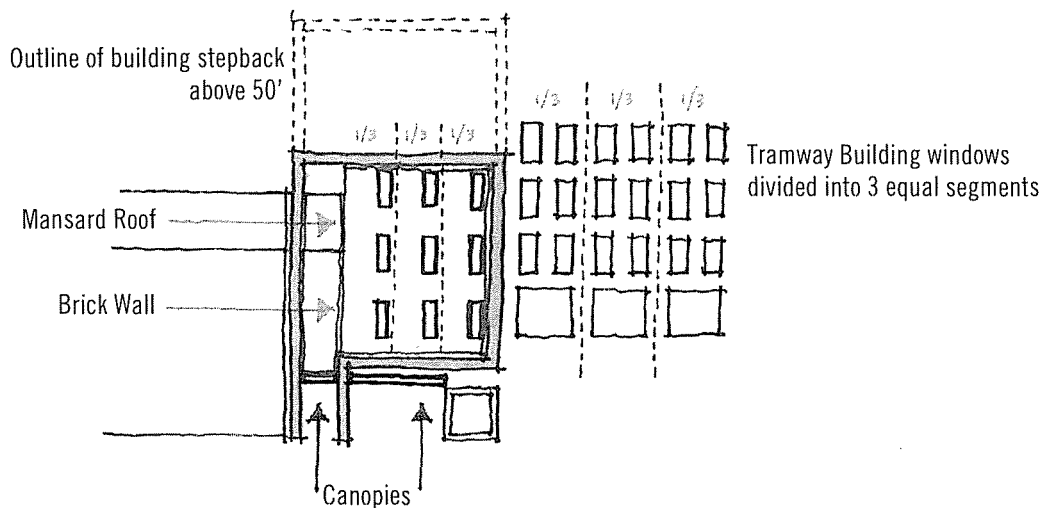 Outline of building stepback
above 50'
1/3 1/3 1/3
1/3 1/3 1/3
Tramway Building windows
divided into 3 equal segments
Mansard Roof
Brick Wall
Canopies